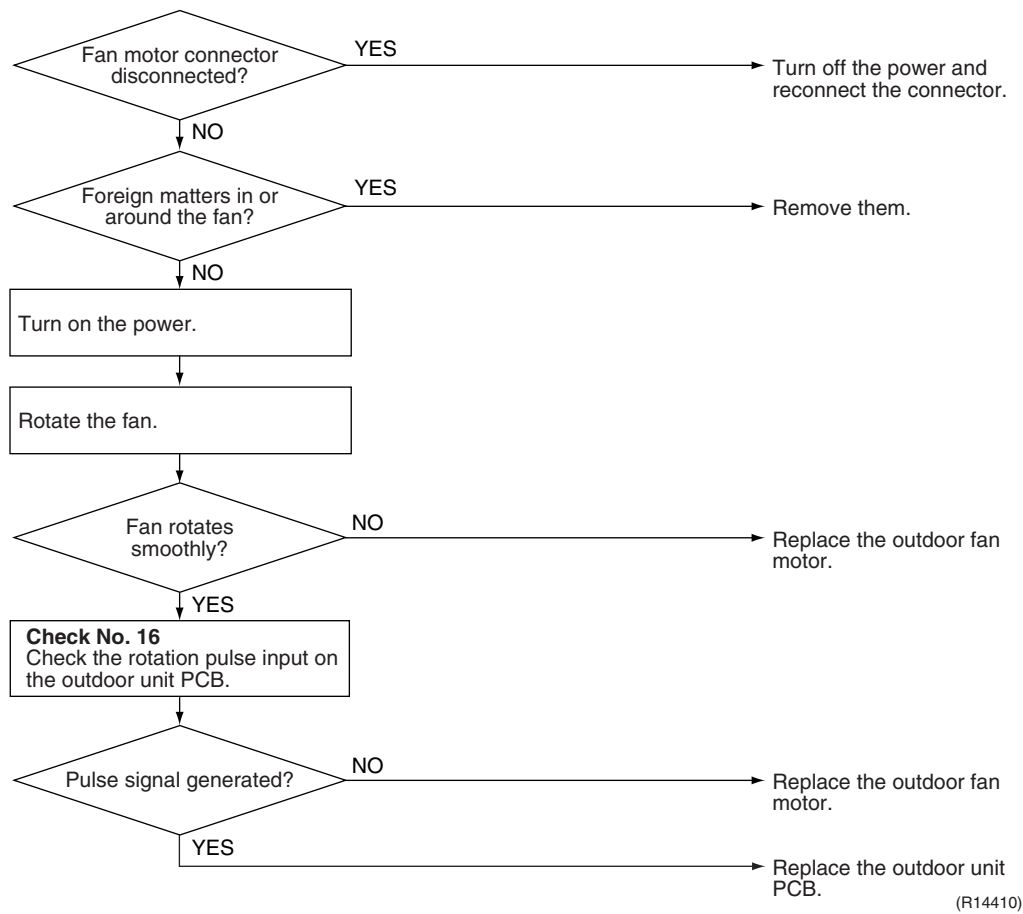 Fan motor connector
disconnected?
YES
Turn off the power and
reconnect the connector.
NO
Foreign matters in or
around the fan?
YES
Remove them.
NO
Turn on the power.
Rotate the fan.
Fan rotates
smoothly?
NO
Replace the outdoor fan
motor.
YES
Check No. 16
Check the rotation pulse input on
the outdoor unit PCB.
Pulse signal generated?
NO
Replace the outdoor fan
motor.
YES
Replace the outdoor unit
PCB.
(R14410)